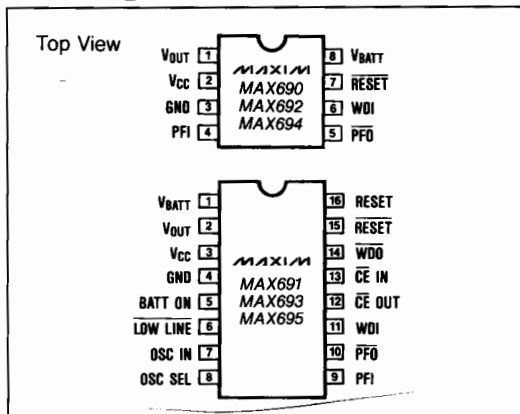 Top View
VOUT 1
VCC 2
GND 3
PFI 4
MAXIM
MAX690
MAX692
MAX694
8 VBATT
7 RESET
6 WDI
5 PFO
VBATT 1
VOUT 2
VCC 3
GND 4
BATT ON 5
LOW LINE 6
OSC IN 7
OSC SEL 8
MAXIM
MAX691
MAX693
MAX695
16 RESET
15 RESET
14 WDO
13 CE IN
12 CE OUT
11 WDI
10 PFO
9 PFI